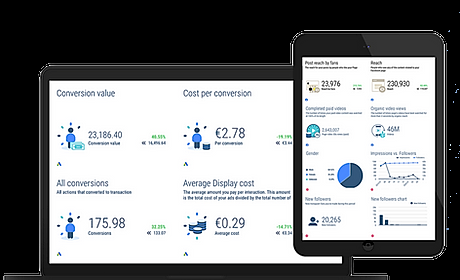 Conversion value
Cost per conversion
23,186.40
Conversion value
40.55%
≪ 16,496.64
€2.78
Per conversion
-19.19%
≪ €3.44
All conversions
All actions that converted to transaction
Average Display cost
The average amount you pay per interaction. This amount
is the total cost of your ads divided by the total number of
175.98
Conversions
32.25%
≪ 133.07
€0.29
Average cost
-14.71%
≪ €0.34
Post reach to fans
Reach
23,976
230,930
Reach
Completed paid videos
Organic video views
2,643,007
46M
Videos
Gender
Impressions vs. Followers
New followers
New followers chart
20,265
Followers